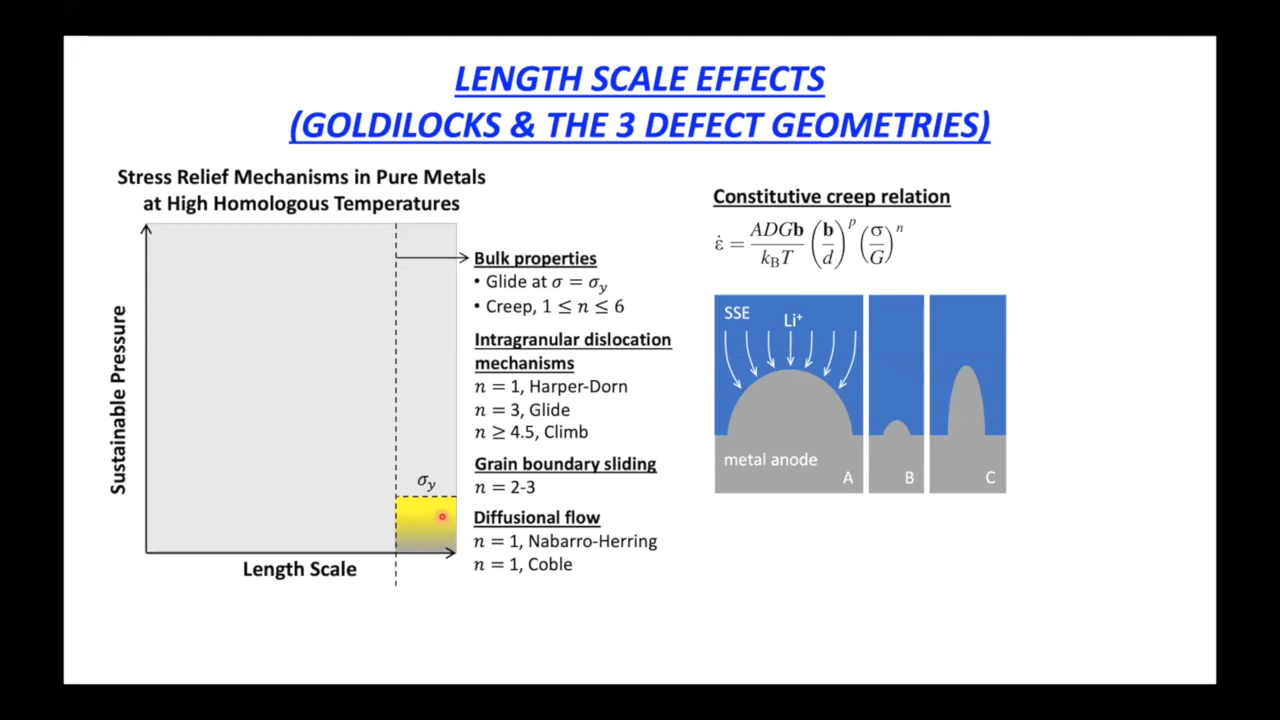 LENGTH SCALE EFFECTS
(GOLDILOCKS & THE 3 DEFECT GEOMETRIES)
Stress Relief Mechanisms in Pure Metals
at High Homologous Temperatures
Sustainable Pressure
Length Scale
σ_y
Bulk properties
• Glide at σ = σ_y
• Creep, 1 ≤ n ≤ 6
Intragranular dislocation
mechanisms
n = 1, Harper-Dorn
n = 3, Glide
n ≥ 4.5, Climb
Grain boundary sliding
n = 2-3
Diffusional flow
n = 1, Nabarro-Herring
n = 1, Coble
Constitutive creep relation
ε̇ = ADGb/k_BT (b/d)^p (σ/G)^n
SSE
Li⁺
metal anode
A
B
C